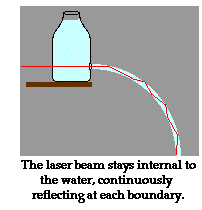 The laser beam stays internal to
the water, continuously
reflecting at each boundary.